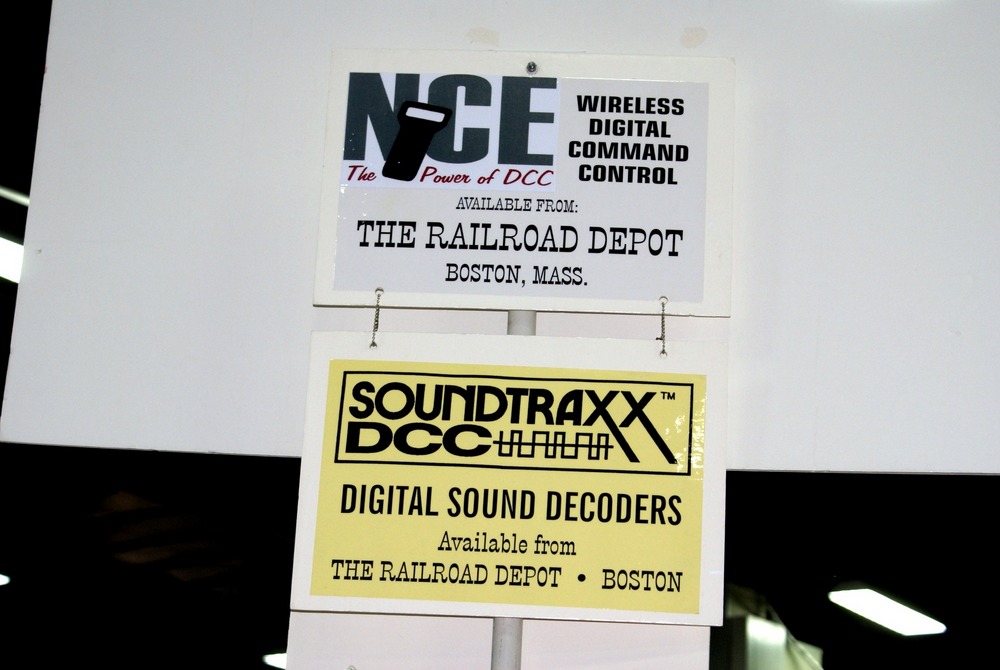 NCE
The Power of DCC
WIRELESS
DIGITAL
COMMAND
CONTROL
AVAILABLE FROM:
THE RAILROAD DEPOT
BOSTON, MASS.
SOUNDTRAXX™
DCC
DIGITAL SOUND DECODERS
Available from
THE RAILROAD DEPOT • BOSTON